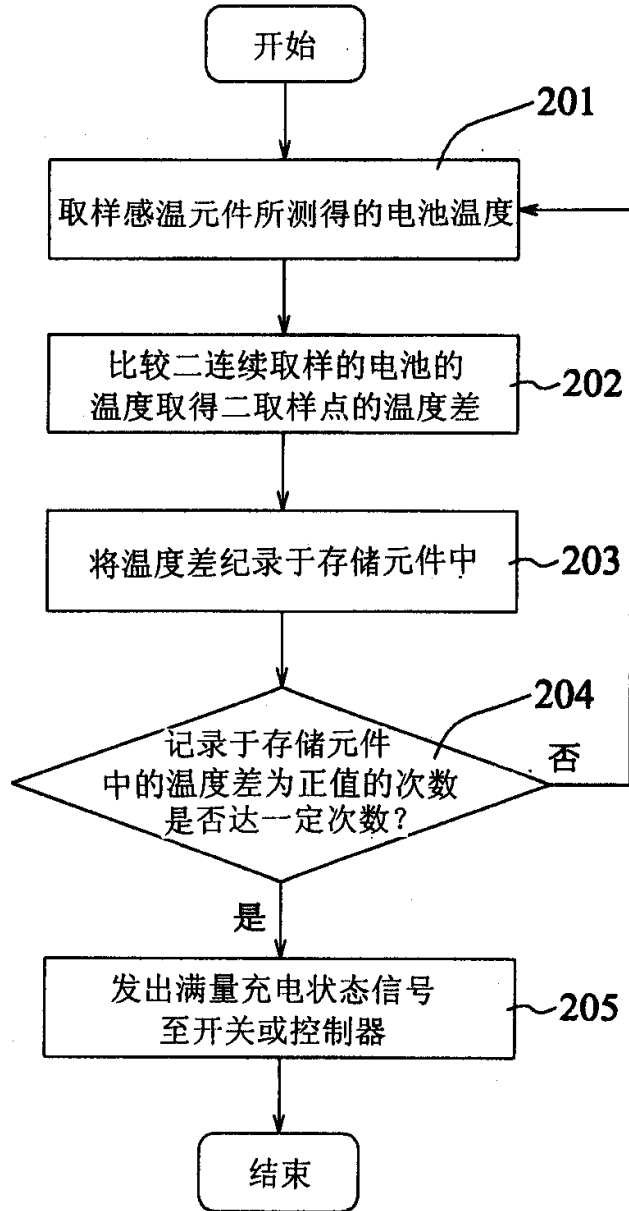 开始
201
取样感温元件所测得的电池温度
比较二连续取样的电池的
温度取得二取样点的温度差
202
将温度差纪录于存储元件中
203
204
记录于存储元件
中的温度差为正值的次数
是否达一定次数?
否
是
发出满量充电状态信号
至开关或控制器
205
结束